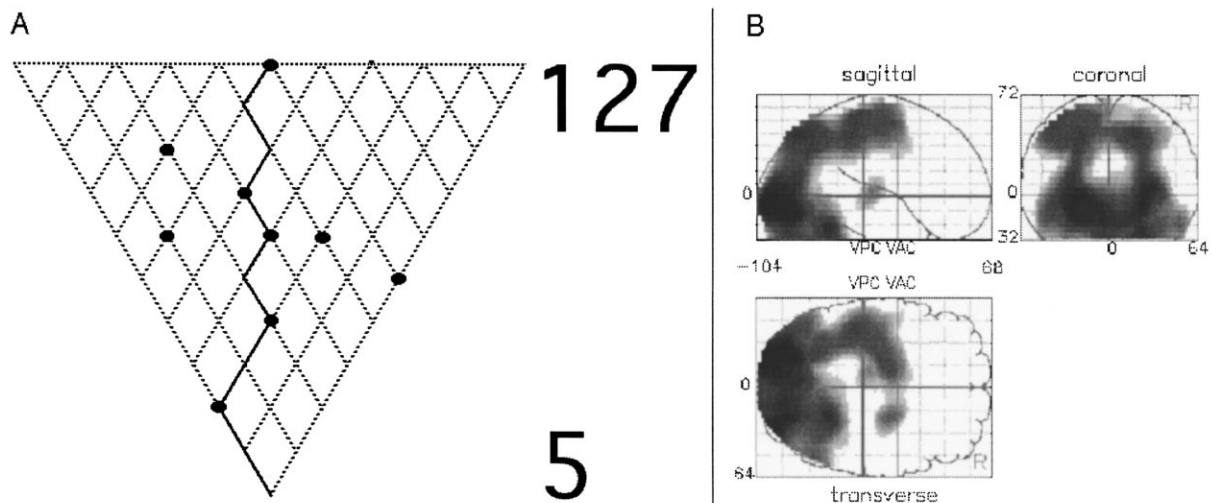 A
127
5
B
sagittal
coronal
72
R
0
0
32
VPC VAC
0
64
-104
68
VPC VAC
0
64
R
transverse